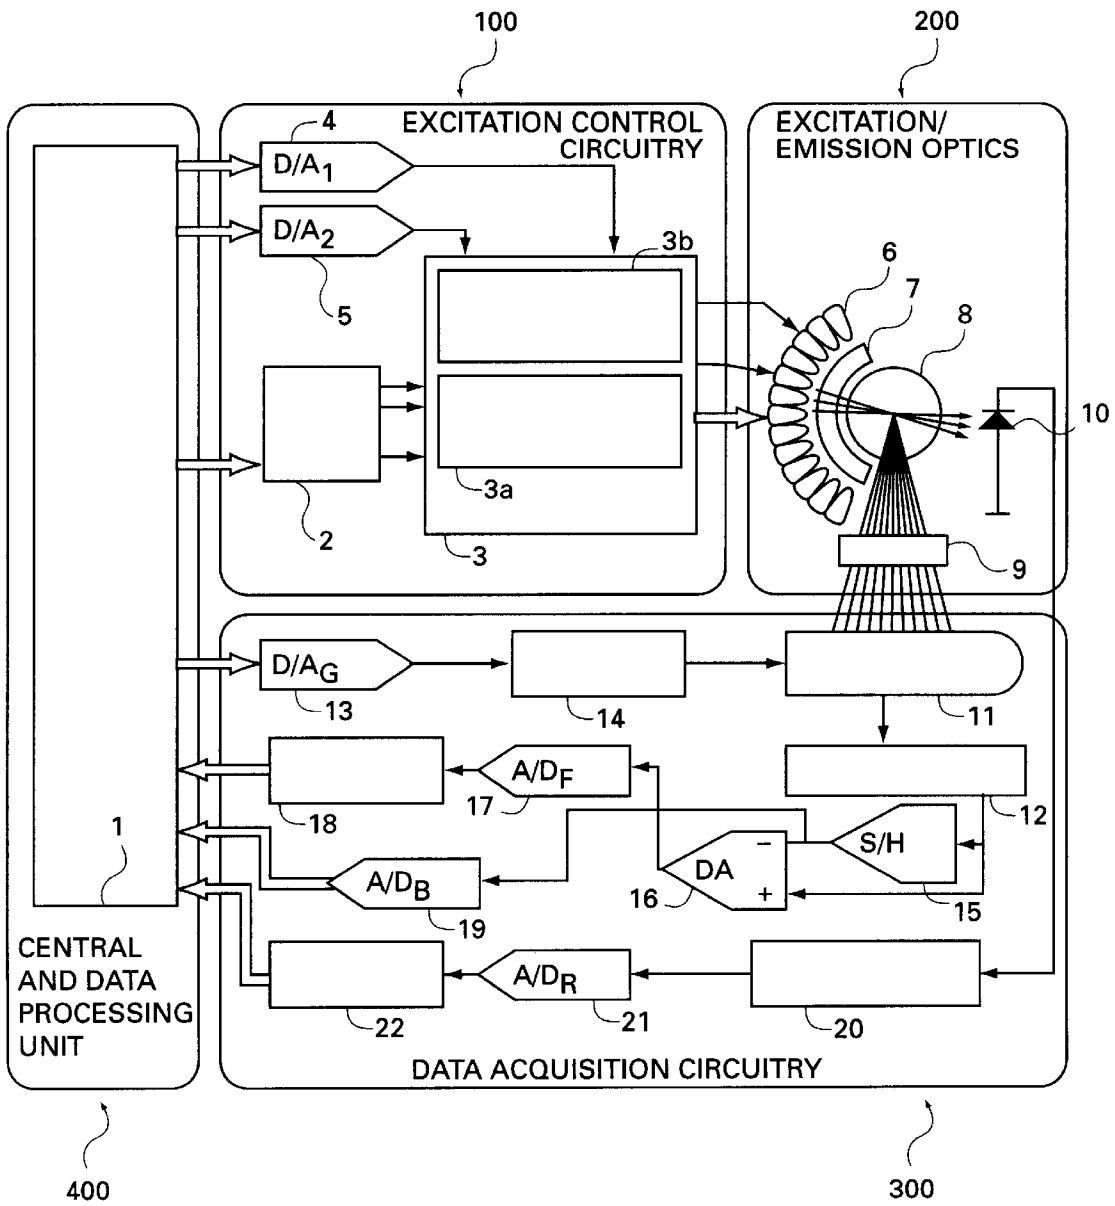 100
200
EXCITATION CONTROL
CIRCUITRY
EXCITATION/
EMISSION OPTICS
4
D/A1
D/A2
5
3b
6
7
8
10
2
3a
3
9
D/AG
13
14
11
A/DF
17
18
12
1
S/H
15
DA
−
+
16
A/DB
19
A/DR
21
22
20
CENTRAL
AND DATA
PROCESSING
UNIT
DATA ACQUISITION CIRCUITRY
400
300